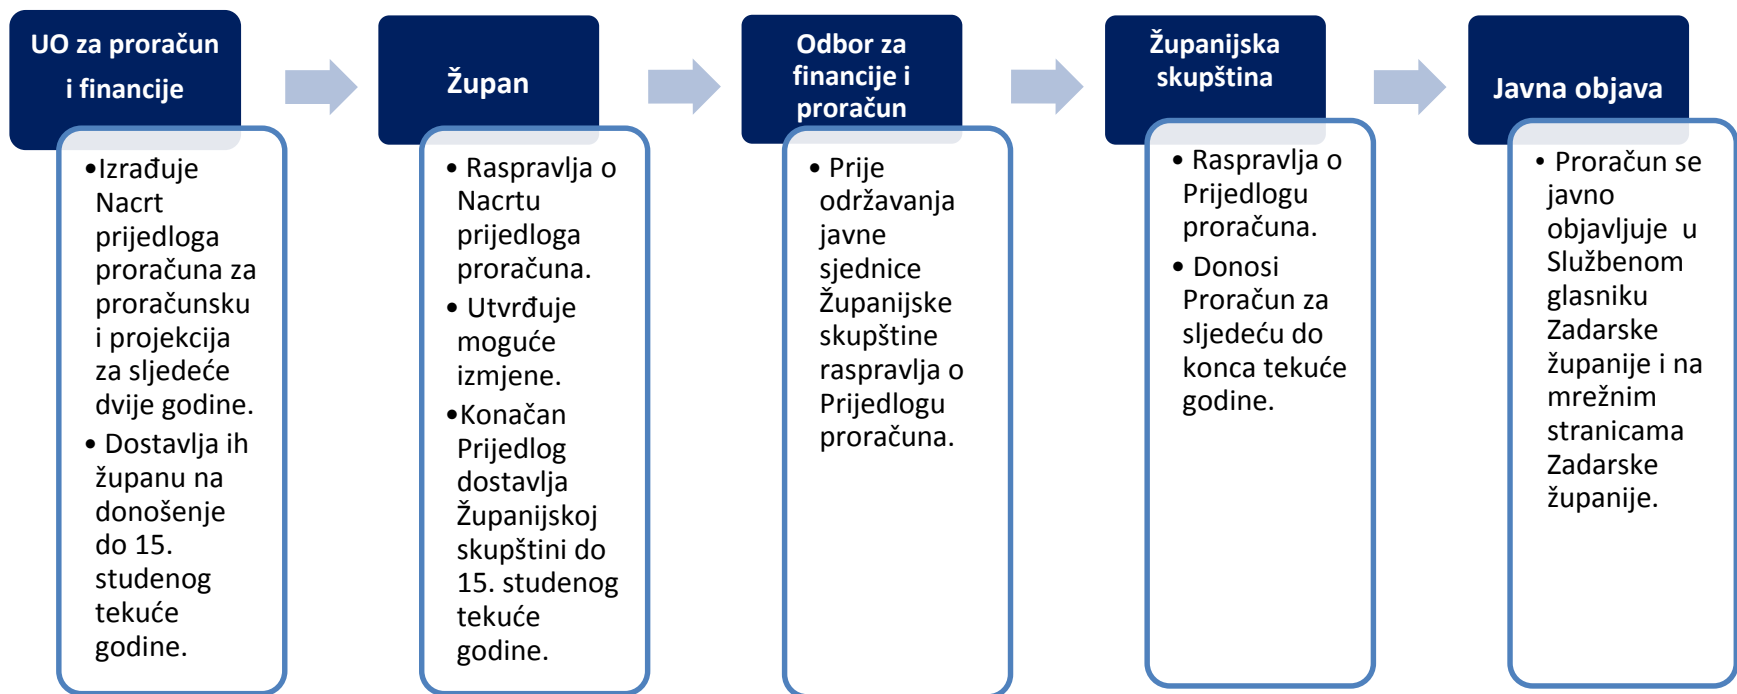 UO za proračun
i financije
•Izrađuje
Nacrt
prijedloga
proračuna za
proračunsku
i projekcija
za sljedeće
dvije godine.
• Dostavlja ih
županu na
donošenje
do 15.
studenog
tekuće
godine.
Župan
• Raspravlja o
Nacrtu
prijedloga
proračuna.
• Utvrđuje
moguće
izmjene.
•Konačan
Prijedlog
dostavlja
Županijskoj
skupštini do
15. studenog
tekuće
godine.
Odbor za
financije i
proračun
• Prije
održavanja
javne
sjednice
Županijske
skupštine
raspravlja o
Prijedlogu
proračuna.
Županijska
skupština
• Raspravlja o
Prijedlogu
proračuna.
• Donosi
Proračun za
sljedeću do
konca tekuće
godine.
Javna objava
• Proračun se
javno
objavljuje u
Službenom
glasniku
Zadarske
županije i na
mrežnim
stranicama
Zadarske
županije.